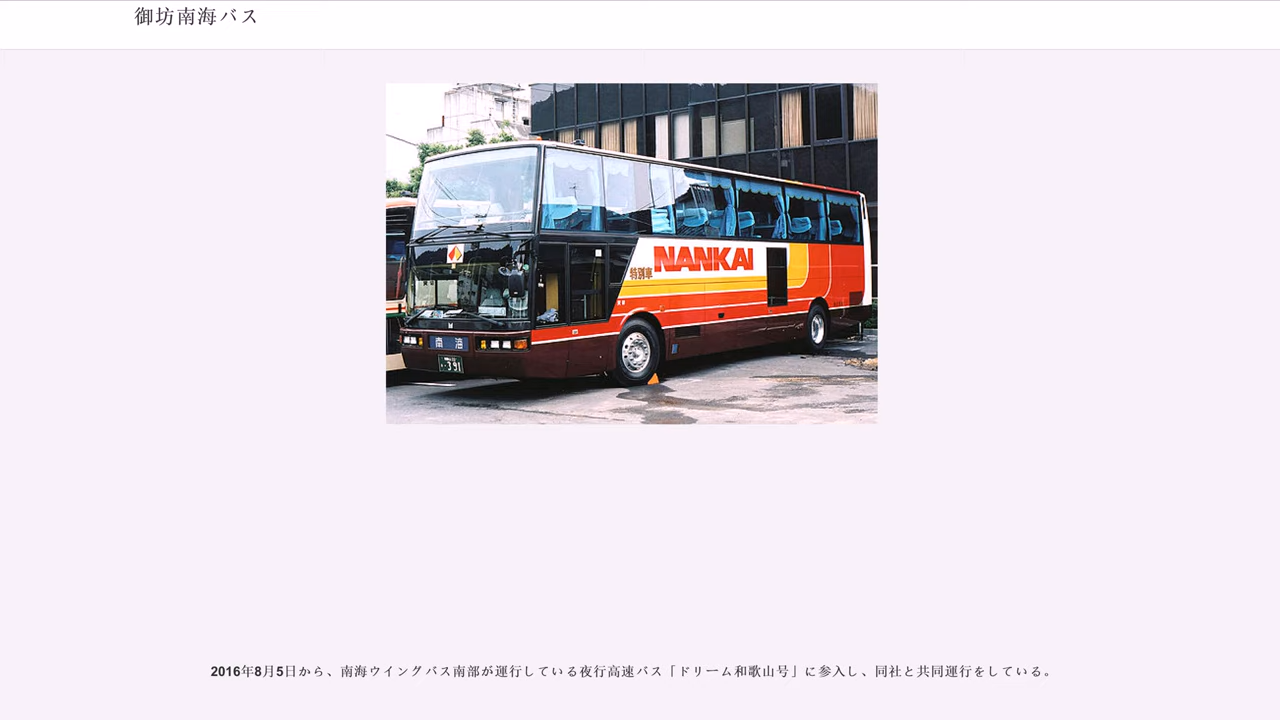 御坊南海バス
NANKAI
特別車
391
2016年8月5日から、南海ウイングバス南部が運行している夜行高速バス「ドリーム和歌山号」に参入し、同社と共同運行をしている。